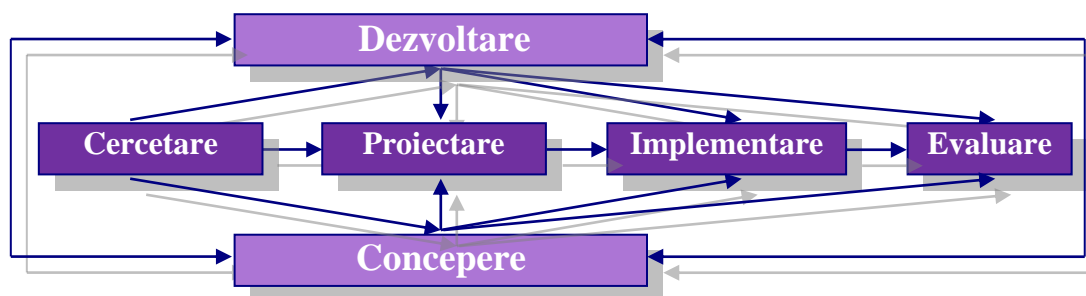 Dezvoltare
Cercetare
Proiectare
Implementare
Evaluare
Concepere